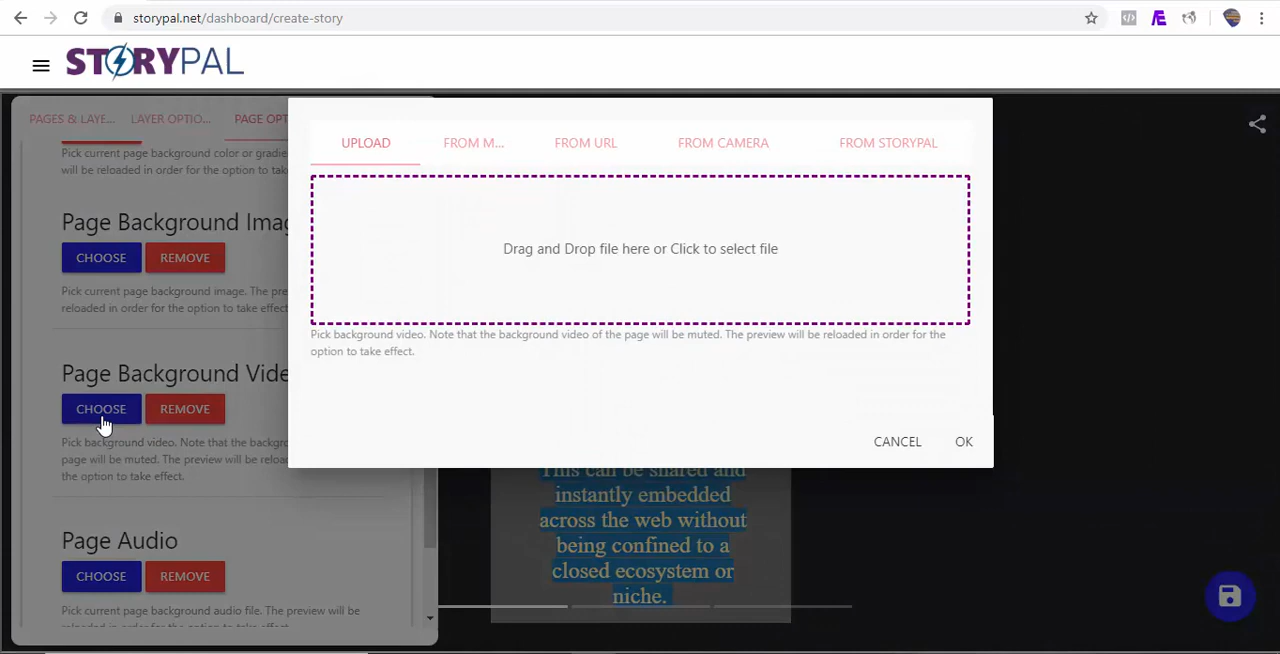 storypal.net/dashboard/create-story
STORYPAL
PAGES & LAYE...
LAYER OPTIO...
PAGE OPT
Pick current page background color or gradien
will be reloaded in order for the option to take
Page Background Imag
CHOOSE
REMOVE
Pick current page background image. The pre
reloaded in order for the option to take effect
Page Background Vide
CHOOSE
REMOVE
Pick background video. Note that the backgro
page will be muted. The preview will be reloa
the option to take effect.
Page Audio
CHOOSE
REMOVE
Pick current page background audio file. The preview will be
UPLOAD
FROM M...
FROM URL
FROM CAMERA
FROM STORYPAL
Drag and Drop file here or Click to select file
Pick background video. Note that the background video of the page will be muted. The preview will be reloaded in order for the
option to take effect.
CANCEL
OK
This can be shared and
instantly embedded
across the web without
being confined to a
closed ecosystem or
niche.